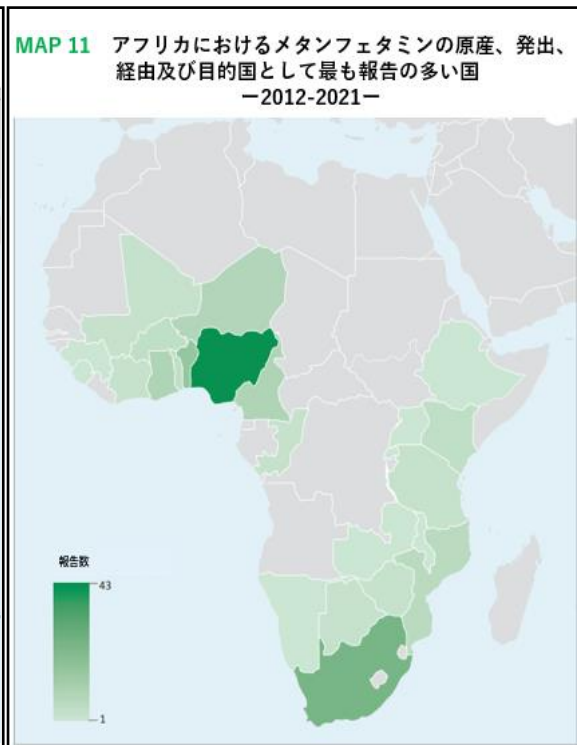 MAP 11 アフリカにおけるメタンフェタミンの原産、発出、
経由及び目的国として最も報告の多い国
ー2012-2021ー
報告数
43
1